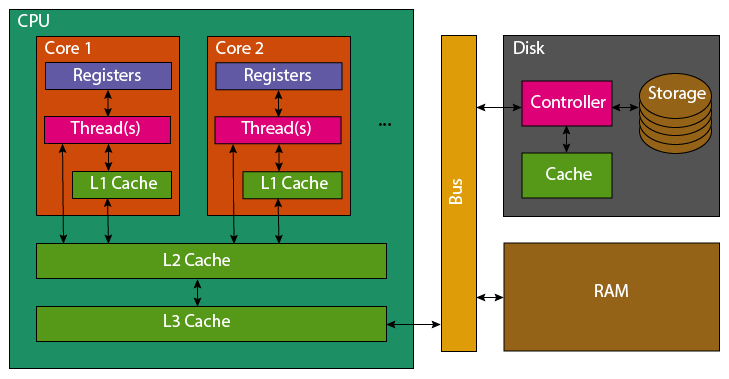 CPU
Core 1
Registers
Thread(s)
L1 Cache
Core 2
Registers
Thread(s)
L1 Cache
...
L2 Cache
L3 Cache
Bus
Disk
Controller
Storage
Cache
RAM